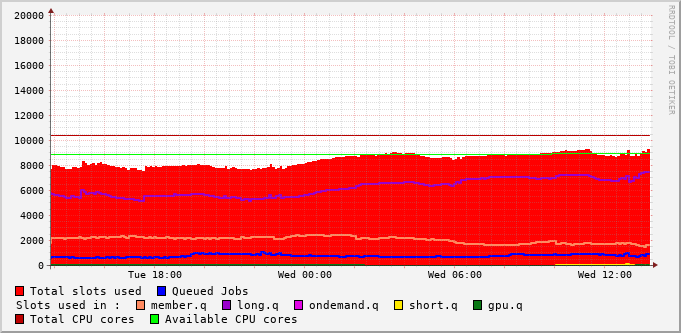 20000
18000
16000
14000
12000
10000
8000
6000
4000
2000
0
Tue 18:00 Wed 00:00 Wed 06:00 Wed 12:00
Total slots used Queued Jobs
Slots used in : member.q long.q ondemand.q short.q gpu.q
Total CPU cores Available CPU cores
RRDTOOL / TOBI OETIKER